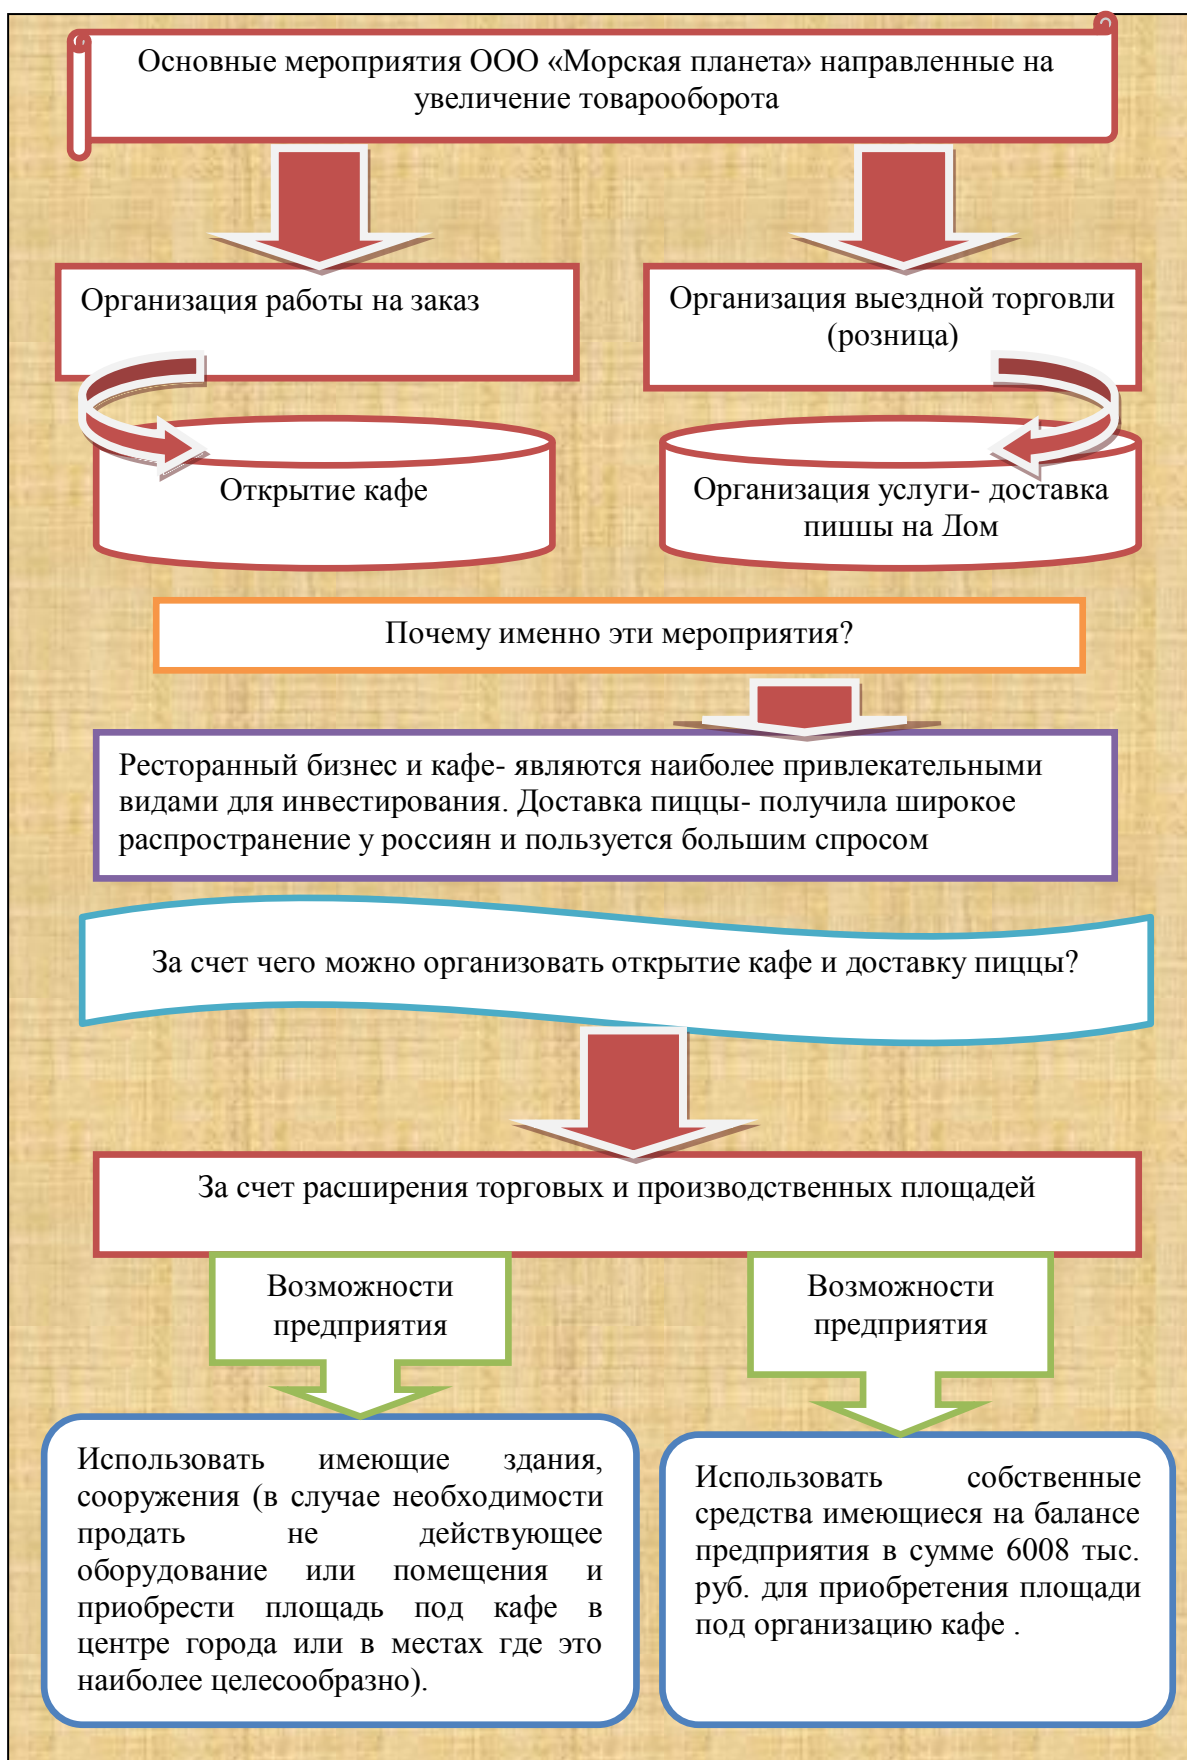 Основные мероприятия ООО «Морская планета» направленные на
увеличение товарооборота
Организация работы на заказ
Организация выездной торговли
(розница)
Открытие кафе
Организация услуги- доставка
пиццы на Дом
Почему именно эти мероприятия?
Ресторанный бизнес и кафе- являются наиболее привлекательными
видами для инвестирования. Доставка пиццы- получила широкое
распространение у россиян и пользуется большим спросом
За счет чего можно организовать открытие кафе и доставку пиццы?
За счет расширения торговых и производственных площадей
Возможности
предприятия
Возможности
предприятия
Использовать имеющие здания,
сооружения (в случае необходимости
продать не действующее
оборудование или помещения и
приобрести площадь под кафе в
центре города или в местах где это
наиболее целесообразно).
Использовать собственные
средства имеющиеся на балансе
предприятия в сумме 6008 тыс.
руб. для приобретения площади
под организацию кафе .